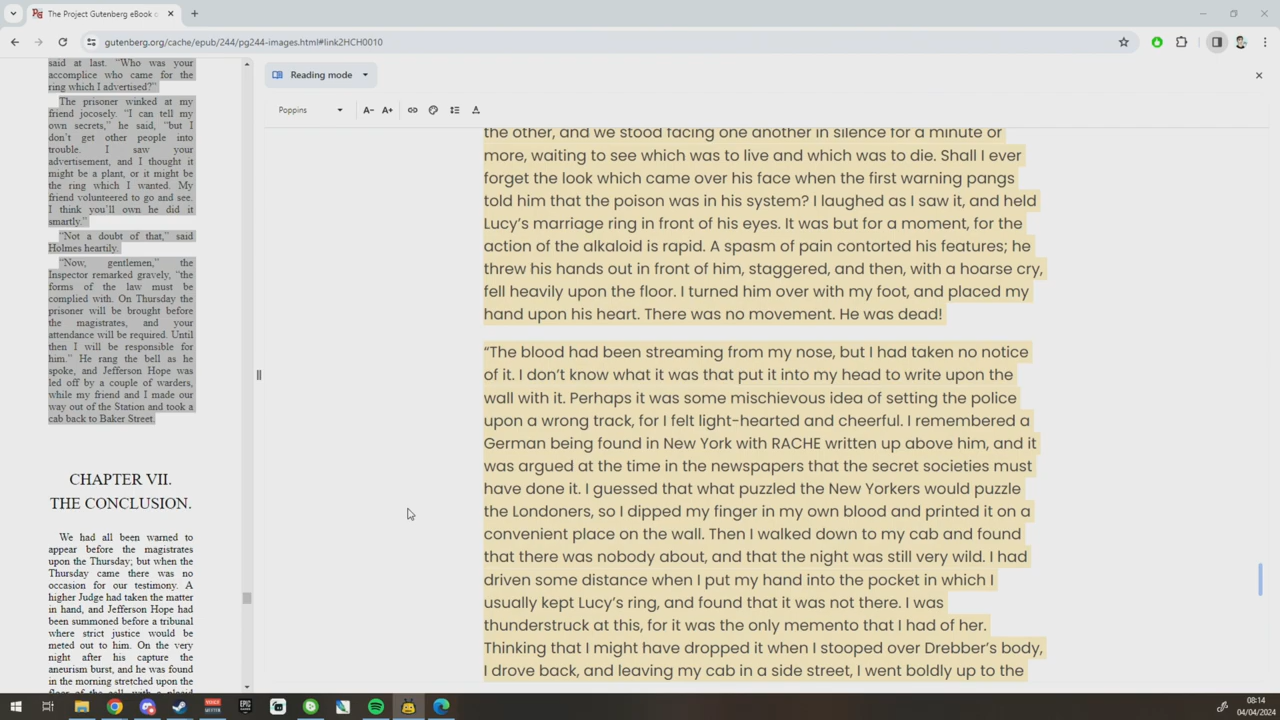 The Project Gutenberg eBook o
gutenberg.org/cache/epub/244/pg244-images.html#link2HCH0010
said at last. “Who was your
accomplice who came for the
ring which I advertised?”
The prisoner winked at my
friend jocosely. “I can tell my
own secrets,” he said, “but I
don’t get other people into
trouble. I saw your
advertisement, and I thought it
might be a plant, or it might be
the ring which I wanted. My
friend volunteered to go and see.
I think you’ll own he did it
smartly.”
“Not a doubt of that,” said
Holmes heartily.
“Now, gentlemen,” the
Inspector remarked gravely, “the
forms of the law must be
complied with. On Thursday the
prisoner will be brought before
the magistrates, and your
attendance will be required. Until
then I will be responsible for
him.” He rang the bell as he
spoke, and Jefferson Hope was
led off by a couple of warders,
while my friend and I made our
way out of the Station and took a
cab back to Baker Street.
CHAPTER VII.
THE CONCLUSION.
We had all been warned to
appear before the magistrates
upon the Thursday; but when the
Thursday came there was no
occasion for our testimony. A
higher Judge had taken the matter
in hand, and Jefferson Hope had
been summoned before a tribunal
where strict justice would be
meted out to him. On the very
night after his capture the
aneurism burst, and he was found
in the morning stretched upon the
floor of the cell, with a placid
Reading mode
Poppins
A- A+
the other, and we stood facing one another in silence for a minute or
more, waiting to see which was to live and which was to die. Shall I ever
forget the look which came over his face when the first warning pangs
told him that the poison was in his system? I laughed as I saw it, and held
Lucy’s marriage ring in front of his eyes. It was but for a moment, for the
action of the alkaloid is rapid. A spasm of pain contorted his features; he
threw his hands out in front of him, staggered, and then, with a hoarse cry,
fell heavily upon the floor. I turned him over with my foot, and placed my
hand upon his heart. There was no movement. He was dead!
“The blood had been streaming from my nose, but I had taken no notice
of it. I don’t know what it was that put it into my head to write upon the
wall with it. Perhaps it was some mischievous idea of setting the police
upon a wrong track, for I felt light-hearted and cheerful. I remembered a
German being found in New York with RACHE written up above him, and it
was argued at the time in the newspapers that the secret societies must
have done it. I guessed that what puzzled the New Yorkers would puzzle
the Londoners, so I dipped my finger in my own blood and printed it on a
convenient place on the wall. Then I walked down to my cab and found
that there was nobody about, and that the night was still very wild. I had
driven some distance when I put my hand into the pocket in which I
usually kept Lucy’s ring, and found that it was not there. I was
thunderstruck at this, for it was the only memento that I had of her.
Thinking that I might have dropped it when I stooped over Drebber’s body,
I drove back, and leaving my cab in a side street, I went boldly up to the
08:14
04/04/2024